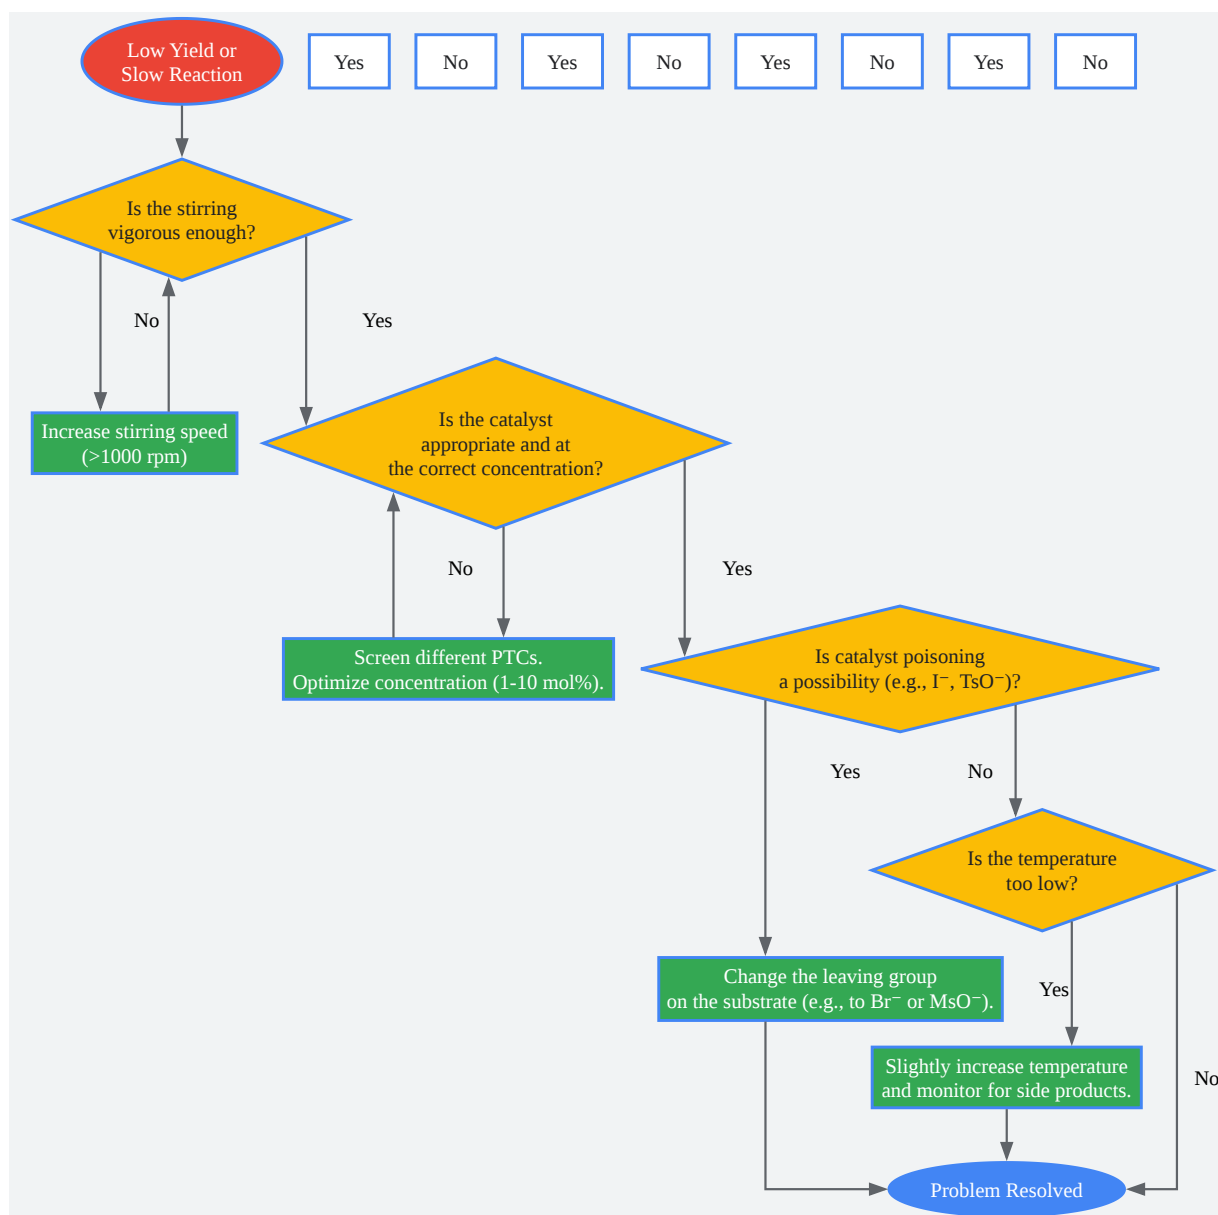 Low Yield or
Slow Reaction
Yes
No
Yes
No
Yes
No
Yes
No
Is the stirring
vigorous enough?
No
Yes
Increase stirring speed
(>1000 rpm)
Is the catalyst
appropriate and at
the correct concentration?
No
Yes
Screen different PTCs.
Optimize concentration (1-10 mol%).
Is catalyst poisoning
a possibility (e.g., I⁻, TsO⁻)?
Yes
No
Is the temperature
too low?
Change the leaving group
on the substrate (e.g., to Br⁻ or MsO⁻).
Yes
Slightly increase temperature
and monitor for side products.
No
Problem Resolved